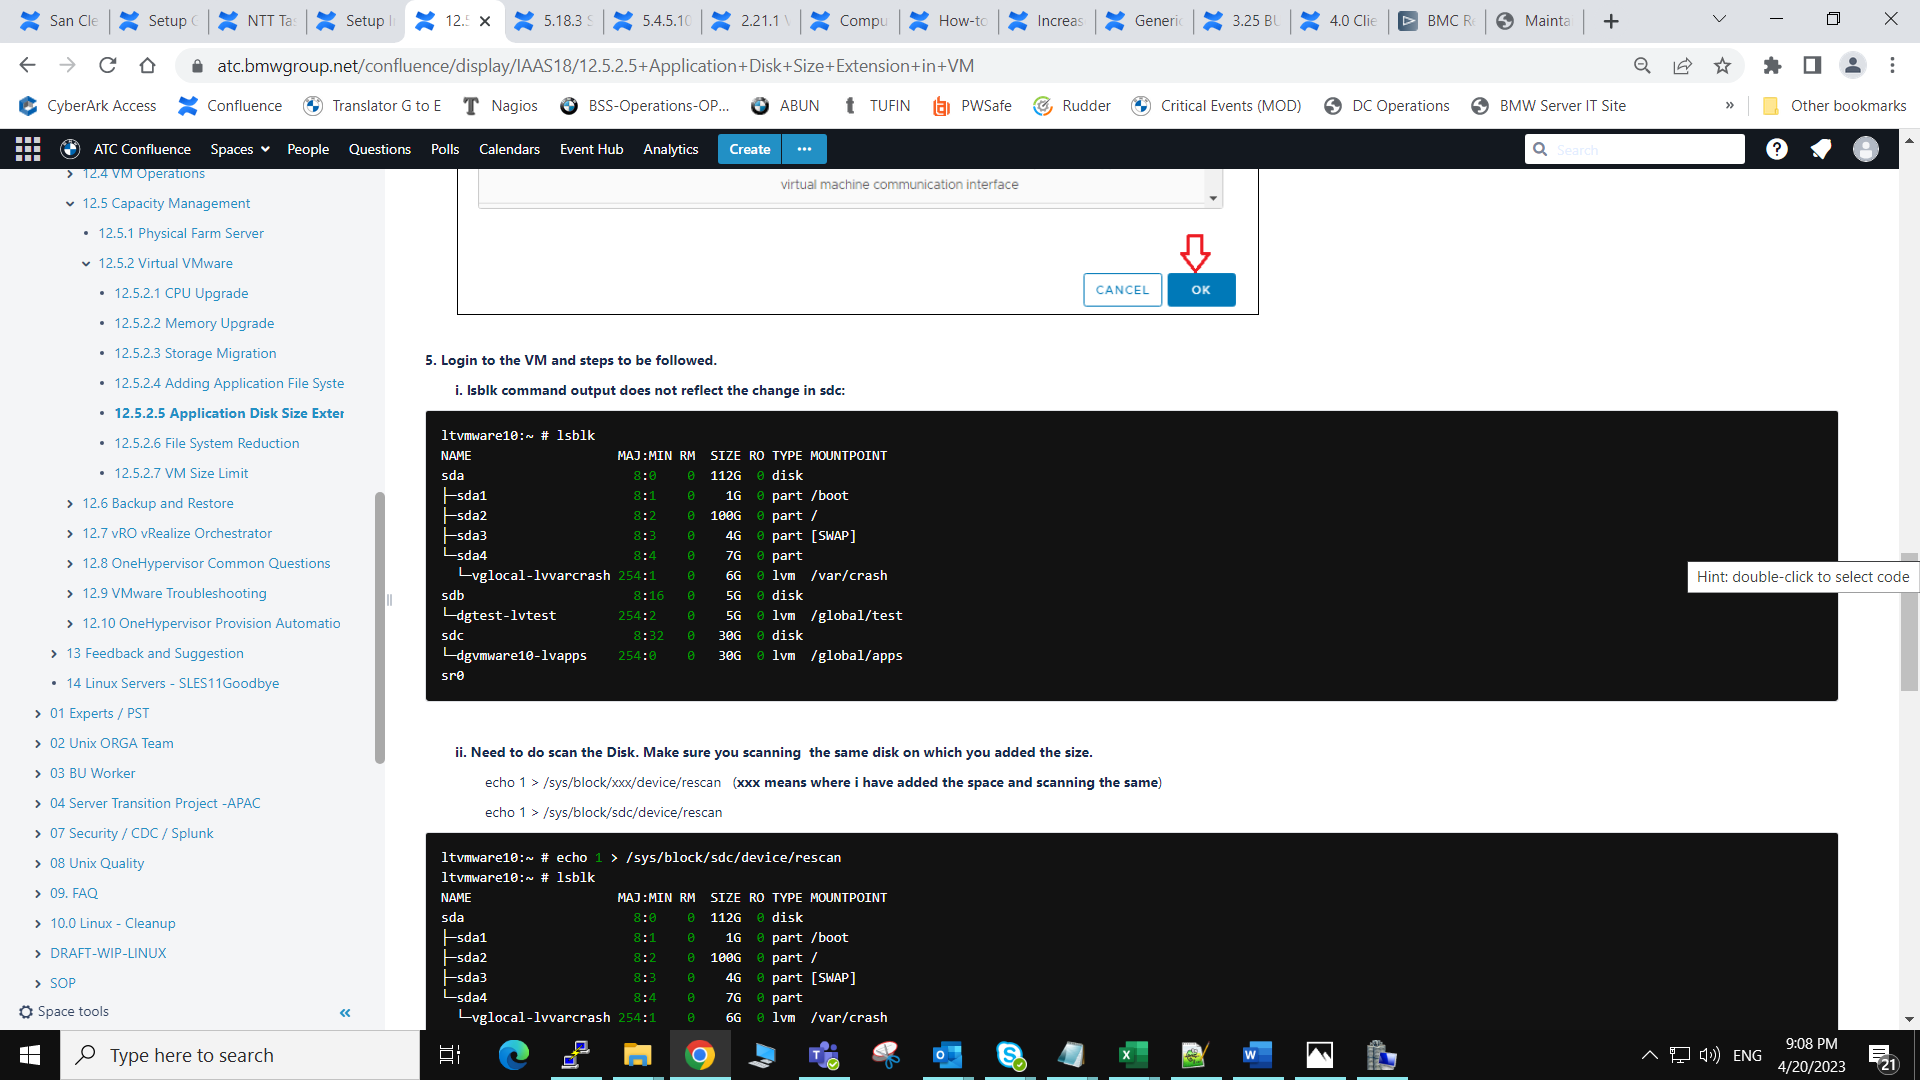 San Cle
Setup C
NTT Tas
Setup I
12.5
5.18.3 S
5.4.5.10
2.21.1 V
Compu
How-to
Increas
Generic
3.25 BU
4.0 Clie
BMC Re
Mainta
atc.bmwgroup.net/confluence/display/IAAS18/12.5.2.5+Application+Disk+Size+Extension+in+VM
CyberArk Access
Confluence
Translator G to E
Nagios
BSS-Operations-OP...
ABUN
TUFIN
PWSafe
Rudder
Critical Events (MOD)
DC Operations
BMW Server IT Site
»
Other bookmarks
ATC Confluence
Spaces
People
Questions
Polls
Calendars
Event Hub
Analytics
Create
Search
12.4 VM Operations
12.5 Capacity Management
12.5.1 Physical Farm Server
12.5.2 Virtual VMware
12.5.2.1 CPU Upgrade
12.5.2.2 Memory Upgrade
12.5.2.3 Storage Migration
12.5.2.4 Adding Application File Syste
12.5.2.5 Application Disk Size Exter
12.5.2.6 File System Reduction
12.5.2.7 VM Size Limit
12.6 Backup and Restore
12.7 vRO vRealize Orchestrator
12.8 OneHypervisor Common Questions
12.9 VMware Troubleshooting
12.10 OneHypervisor Provision Automatio
13 Feedback and Suggestion
14 Linux Servers - SLES11Goodbye
01 Experts / PST
02 Unix ORGA Team
03 BU Worker
04 Server Transition Project -APAC
07 Security / CDC / Splunk
08 Unix Quality
09. FAQ
10.0 Linux - Cleanup
DRAFT-WIP-LINUX
SOP
Space tools
«
virtual machine communication interface
CANCEL
OK
5. Login to the VM and steps to be followed.
i. lsblk command output does not reflect the change in sdc:
ltvmware10:~ # lsblk
NAME MAJ:MIN RM SIZE RO TYPE MOUNTPOINT
sda 8:0 0 112G 0 disk
├─sda1 8:1 0 1G 0 part /boot
├─sda2 8:2 0 100G 0 part /
├─sda3 8:3 0 4G 0 part [SWAP]
└─sda4 8:4 0 7G 0 part
└─vglocal-lvvarcrash 254:1 0 6G 0 lvm /var/crash
sdb 8:16 0 5G 0 disk
└─dgtest-lvtest 254:2 0 5G 0 lvm /global/test
sdc 8:32 0 30G 0 disk
└─dgvmware10-lvapps 254:0 0 30G 0 lvm /global/apps
sr0
Hint: double-click to select code
ii. Need to do scan the Disk. Make sure you scanning the same disk on which you added the size.
echo 1 > /sys/block/xxx/device/rescan (xxx means where i have added the space and scanning the same)
echo 1 > /sys/block/sdc/device/rescan
ltvmware10:~ # echo 1 > /sys/block/sdc/device/rescan
ltvmware10:~ # lsblk
NAME MAJ:MIN RM SIZE RO TYPE MOUNTPOINT
sda 8:0 0 112G 0 disk
├─sda1 8:1 0 1G 0 part /boot
├─sda2 8:2 0 100G 0 part /
├─sda3 8:3 0 4G 0 part [SWAP]
└─sda4 8:4 0 7G 0 part
└─vglocal-lvvarcrash 254:1 0 6G 0 lvm /var/crash
Type here to search
ENG
9:08 PM
4/20/2023
21